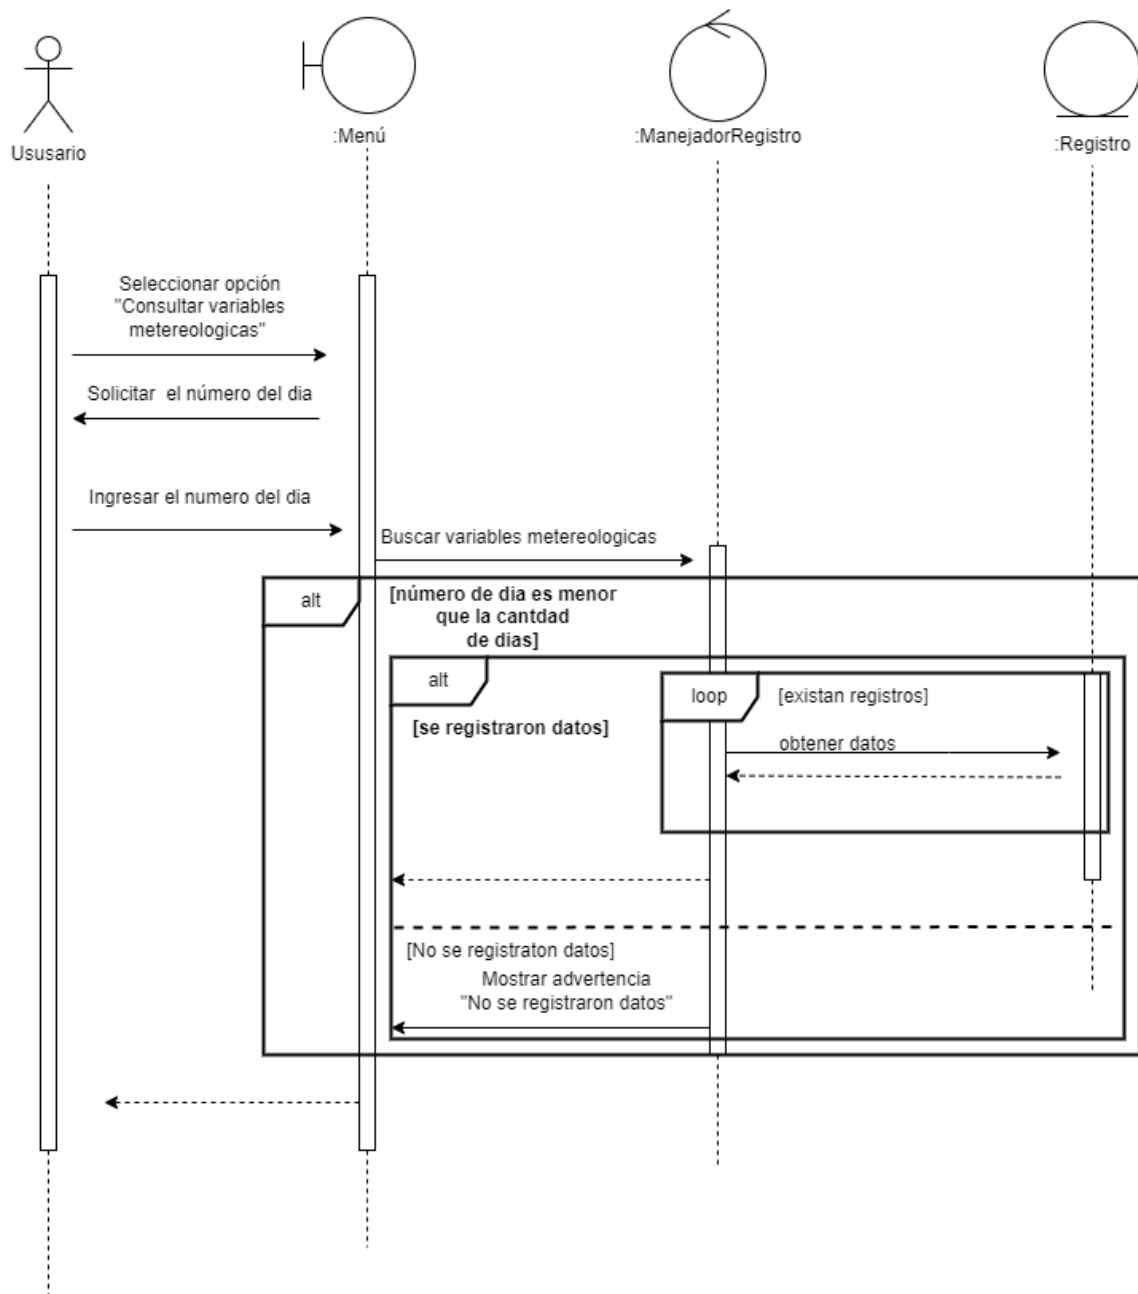 Ususario
:Menú
:ManejadorRegistro
:Registro
Seleccionar opción
"Consultar variables
metereologicas"
Solicitar  el número del dia
Ingresar el numero del dia
Buscar variables metereologicas
alt
[número de dia es menor
que la cantdad
de dias]
alt
[se registraron datos]
loop
[existan registros]
obtener datos
[No se registraton datos]
Mostrar advertencia
"No se registraron datos"